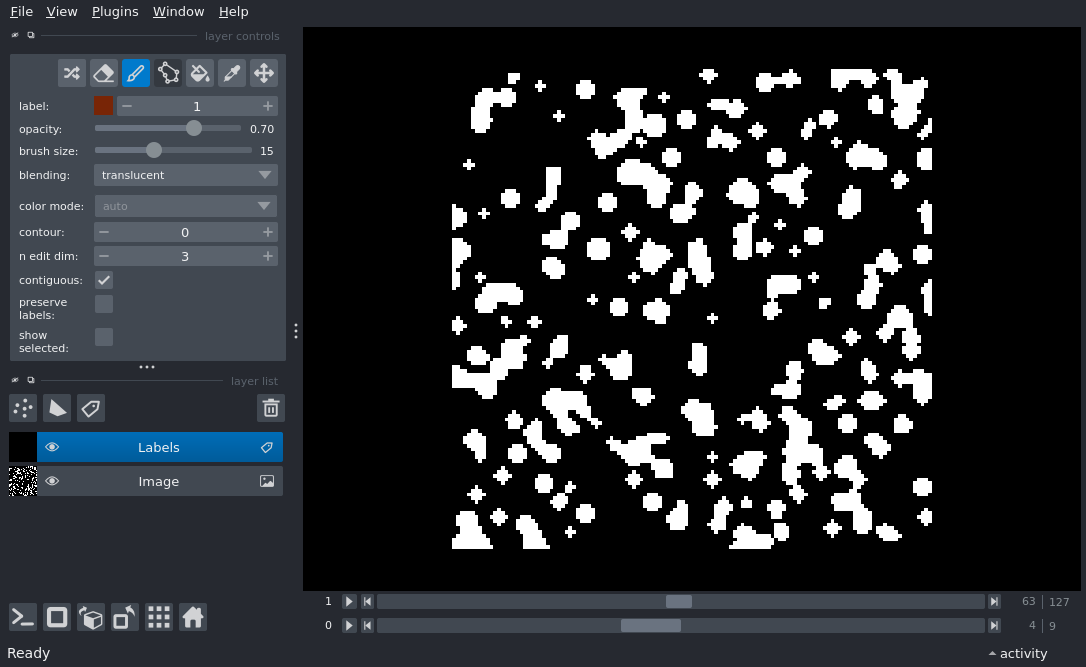 File View Plugins Window Help
layer controls
label: 1
opacity: 0.70
brush size: 15
blending: translucent
color mode: auto
contour: 0
n edit dim: 3
contiguous:
preserve
labels:
show
selected:
layer list
Labels
Image
1 63 127
0 4 9
Ready activity